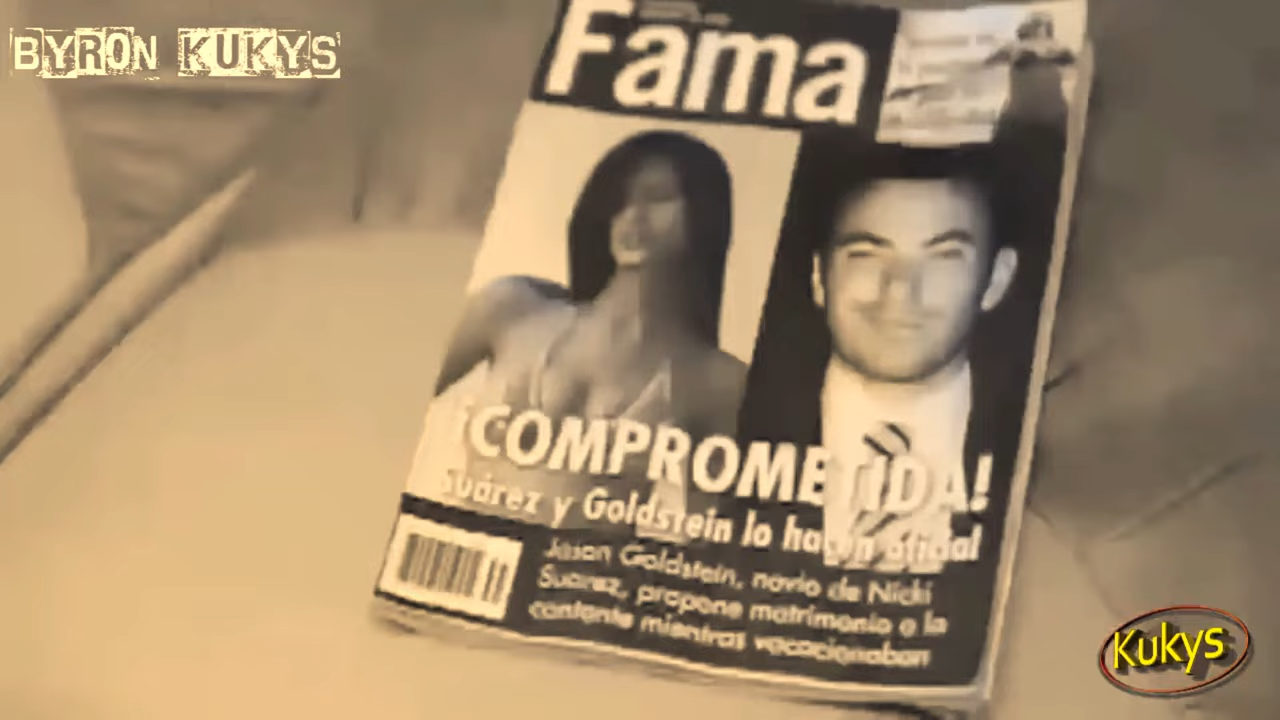 BYRON KUKYS
Fama
¡COMPROMETIDA!
Suárez y Goldstein lo hacen oficial
Jason Goldstein, novio de Nicki
Suarez, propone matrimonio a la
cantante mientras vacacionaban
Kukys